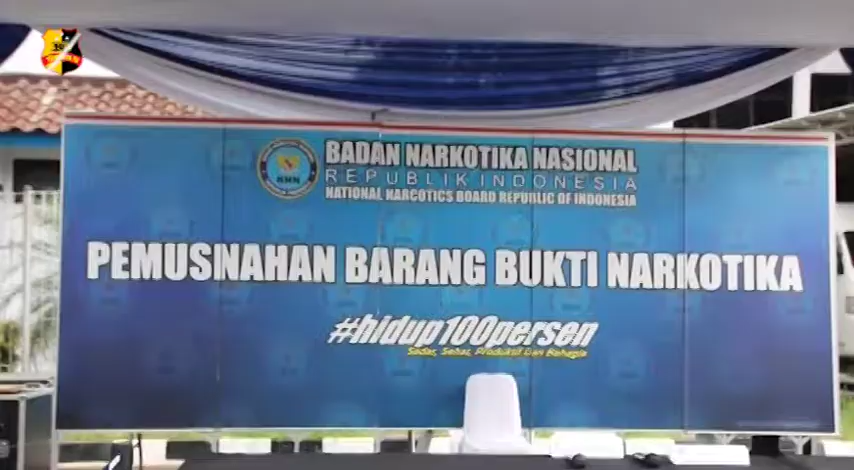 BADAN NARKOTIKA NASIONAL
REPUBLIK INDONESIA
NATIONAL NARCOTICS BOARD REPUBLIC OF INDONESIA
BNN
PEMUSNAHAN BARANG BUKTI NARKOTIKA
#hidup100persen
Sadar, Sehat, Produktif Dan Bahagia